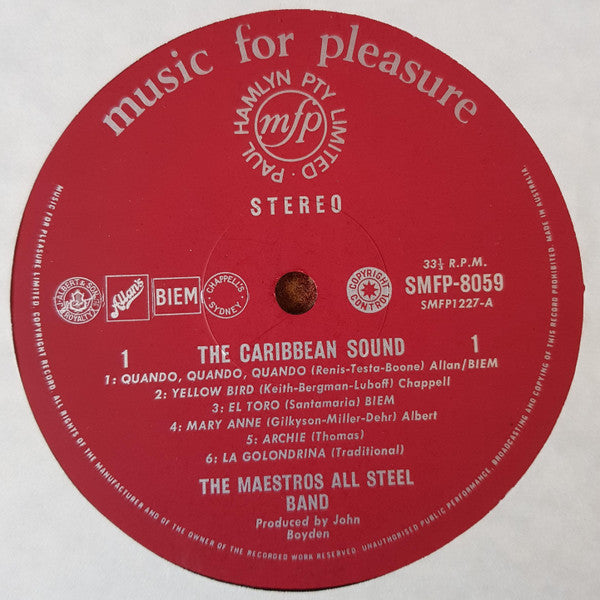 music for pleasure
PAUL HAMLYN PTY LIMITED.
mfp
STEREO
ALBERT & SON
ROYALTY
Allans
BIEM
CHAPPELL'S
SYDNEY
COPYRIGHT
CONTROL
33⅓ R.P.M.
SMFP-8059
SMFP1227-A
1
THE CARIBBEAN SOUND
1
1: QUANDO, QUANDO, QUANDO (Renis-Testa-Boone) Allan/BIEM
2: YELLOW BIRD (Keith-Bergman-Luboff) Chappell
3: EL TORO (Santamaria) BIEM
4: MARY ANNE (Gilkyson-Miller-Dehr) Albert
5: ARCHIE (Thomas)
6: LA GOLONDRINA (Traditional)
THE MAESTROS ALL STEEL
BAND
Produced by John
Boyden
MUSIC FOR PLEASURE LIMITED. COPYRIGHT RECORD. ALL RIGHTS OF THE MANUFACTURER AND OF THE OWNER OF THE RECORDED WORK RESERVED. UNAUTHORISED PUBLIC PERFORMANCE, BROADCASTING AND COPYING OF THIS RECORD PROHIBITED. MADE IN AUSTRALIA.